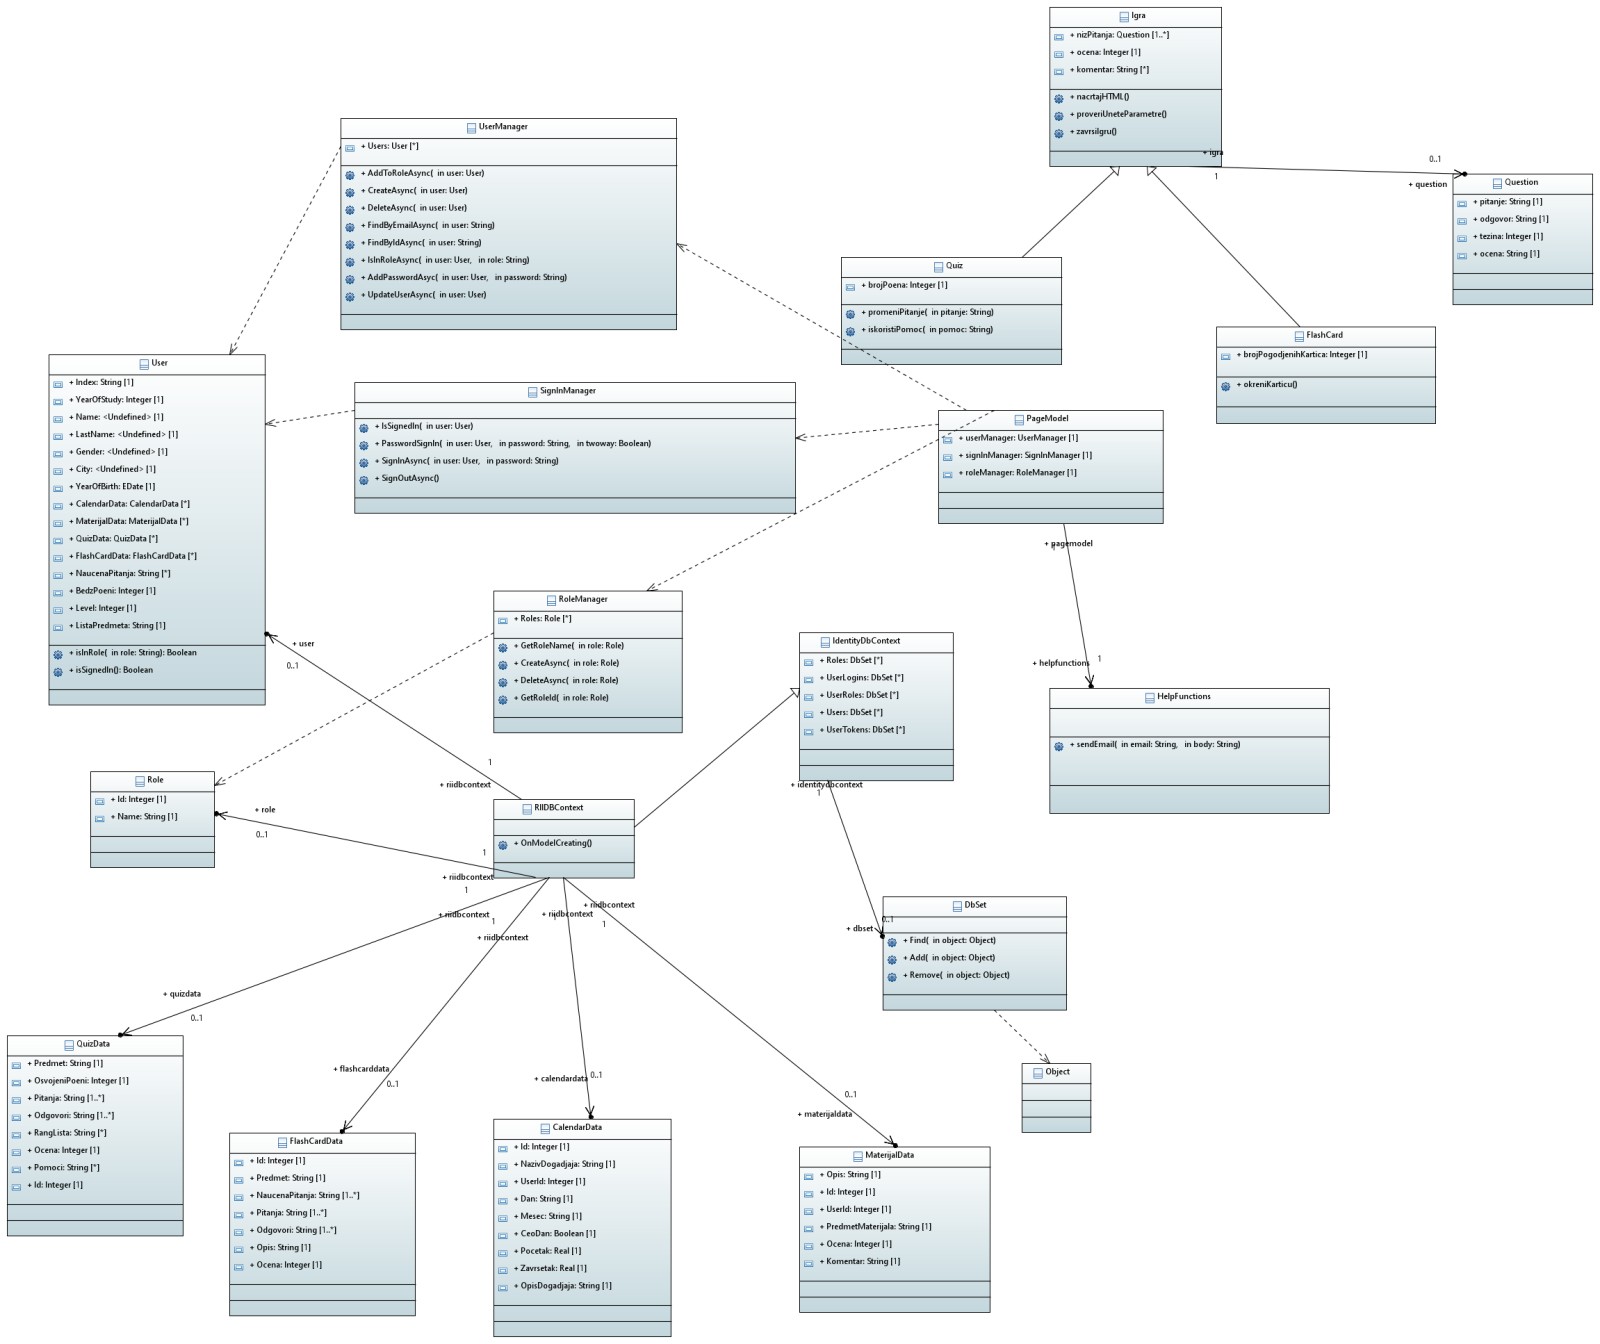 Igra
+ nizPitanja: Question [1..*]
+ ocena: Integer [1]
+ komentar: String [*]
+ nacrtajHTML()
+ proveriUneteParametre()
+ zavrsiIgru()
+ igra
1
0..1
+ question
Question
+ pitanje: String [1]
+ odgovor: String [1]
+ tezina: Integer [1]
+ ocena: String [1]
UserManager
+ Users: User [*]
+ AddToRoleAsync( in user: User)
+ CreateAsync( in user: User)
+ DeleteAsync( in user: User)
+ FindByEmailAsync( in user: String)
+ FindByIdAsync( in user: String)
+ IsInRoleAsync( in user: User, in role: String)
+ AddPasswordAsyc( in user: User, in password: String)
+ UpdateUserAsync( in user: User)
Quiz
+ brojPoena: Integer [1]
+ promeniPitanje( in pitanje: String)
+ iskoristiPomoc( in pomoc: String)
FlashCard
+ brojPogodjenihKartica: Integer [1]
+ okreniKarticu()
User
+ Index: String [1]
+ YearOfStudy: Integer [1]
+ Name: <Undefined> [1]
+ LastName: <Undefined> [1]
+ Gender: <Undefined> [1]
+ City: <Undefined> [1]
+ YearOfBirth: EDate [1]
+ CalendarData: CalendarData [*]
+ MaterijalData: MaterijalData [*]
+ QuizData: QuizData [*]
+ FlashCardData: FlashCardData [*]
+ NaucenaPitanja: String [*]
+ BedzPoeni: Integer [1]
+ Level: Integer [1]
+ ListaPredmeta: String [1]
+ isInRole( in role: String): Boolean
+ isSignedIn(): Boolean
SignInManager
+ IsSignedIn( in user: User)
+ PasswordSignIn( in user: User, in password: String, in twoway: Boolean)
+ SignInAsync( in user: User, in password: String)
+ SignOutAsync()
PageModel
+ userManager: UserManager [1]
+ signInManager: SignInManager [1]
+ roleManager: RoleManager [1]
+ pagemodel
1
+ helpfunctions
1
HelpFunctions
+ sendEmail( in email: String, in body: String)
RoleManager
+ Roles: Role [*]
+ GetRoleName( in role: Role)
+ CreateAsync( in role: Role)
+ DeleteAsync( in role: Role)
+ GetRoleId( in role: Role)
IdentityDbContext
+ Roles: DbSet [*]
+ UserLogins: DbSet [*]
+ UserRoles: DbSet [*]
+ Users: DbSet [*]
+ UserTokens: DbSet [*]
+ identitydbcontext
1
+ user
0..1
1
+ riidbcontext
Role
+ Id: Integer [1]
+ Name: String [1]
+ role
0..1
1
+ riidbcontext
RIIDBContext
+ OnModelCreating()
1
+ riidbcontext
1
+ riidbcontext
+ riidbcontext
1
+ riidbcontext
1
DbSet
0..1
+ dbset
+ Find( in object: Object)
+ Add( in object: Object)
+ Remove( in object: Object)
Object
+ quizdata
0..1
+ flashcarddata
0..1
+ calendardata
0..1
0..1
+ materijaldata
QuizData
+ Predmet: String [1]
+ OsvojeniPoeni: Integer [1]
+ Pitanja: String [1..*]
+ Odgovori: String [1..*]
+ RangLista: String [*]
+ Ocena: Integer [1]
+ Pomoci: String [*]
+ Id: Integer [1]
FlashCardData
+ Id: Integer [1]
+ Predmet: String [1]
+ NaucenaPitanja: String [1..*]
+ Pitanja: String [1..*]
+ Odgovori: String [1..*]
+ Opis: String [1]
+ Ocena: Integer [1]
CalendarData
+ Id: Integer [1]
+ NazivDogadjaja: String [1]
+ UserId: Integer [1]
+ Dan: String [1]
+ Mesec: String [1]
+ CeoDan: Boolean [1]
+ Pocetak: Real [1]
+ Zavrsetak: Real [1]
+ OpisDogadjaja: String [1]
MaterijalData
+ Opis: String [1]
+ Id: Integer [1]
+ UserId: Integer [1]
+ PredmetMaterijala: String [1]
+ Ocena: Integer [1]
+ Komentar: String [1]